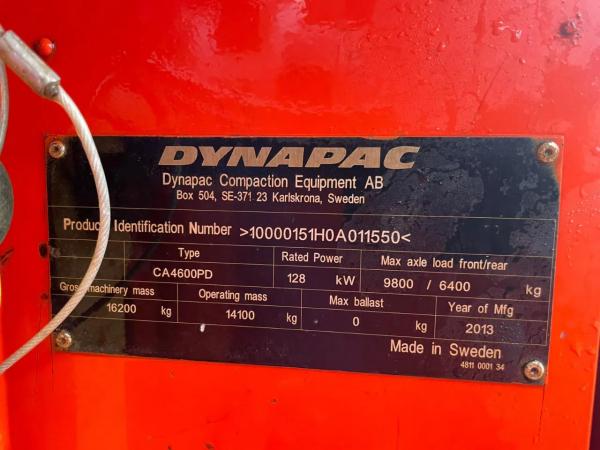 DYNAPAC
Dynapac Compaction Equipment AB
Box 504, SE-371 23 Karlskrona, Sweden
Product Identification Number >10000151H0A011550<
Type Rated Power Max axle load front/rear
CA4600PD 128 kW 9800 / 6400 kg
Gross machinery mass Operating mass Max ballast Year of Mfg
16200 kg 14100 kg 0 kg 2013
Made in Sweden
4811 0001 34